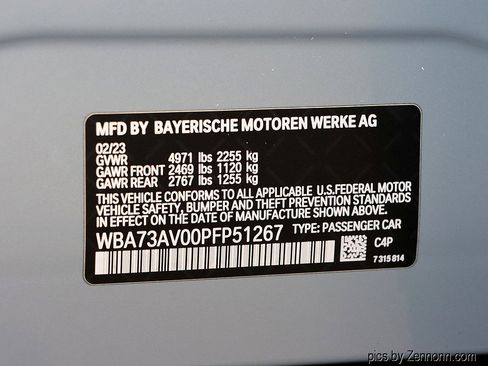 MFD BY BAYERISCHE MOTOREN WERKE AG
02/23
GVWR 4971 lbs 2255 kg
GAWR FRONT 2469 lbs 1120 kg
GAWR REAR 2767 lbs 1255 kg
THIS VEHICLE CONFORMS TO ALL APPLICABLE U.S.FEDERAL MOTOR
VEHICLE SAFETY, BUMPER AND THEFT PREVENTION STANDARDS
IN EFFECT ON THE DATE OF MANUFACTURE SHOWN ABOVE.
WBA73AV00PFP51267 TYPE: PASSENGER CAR
C4P
7315814
pics by Zennonn.com